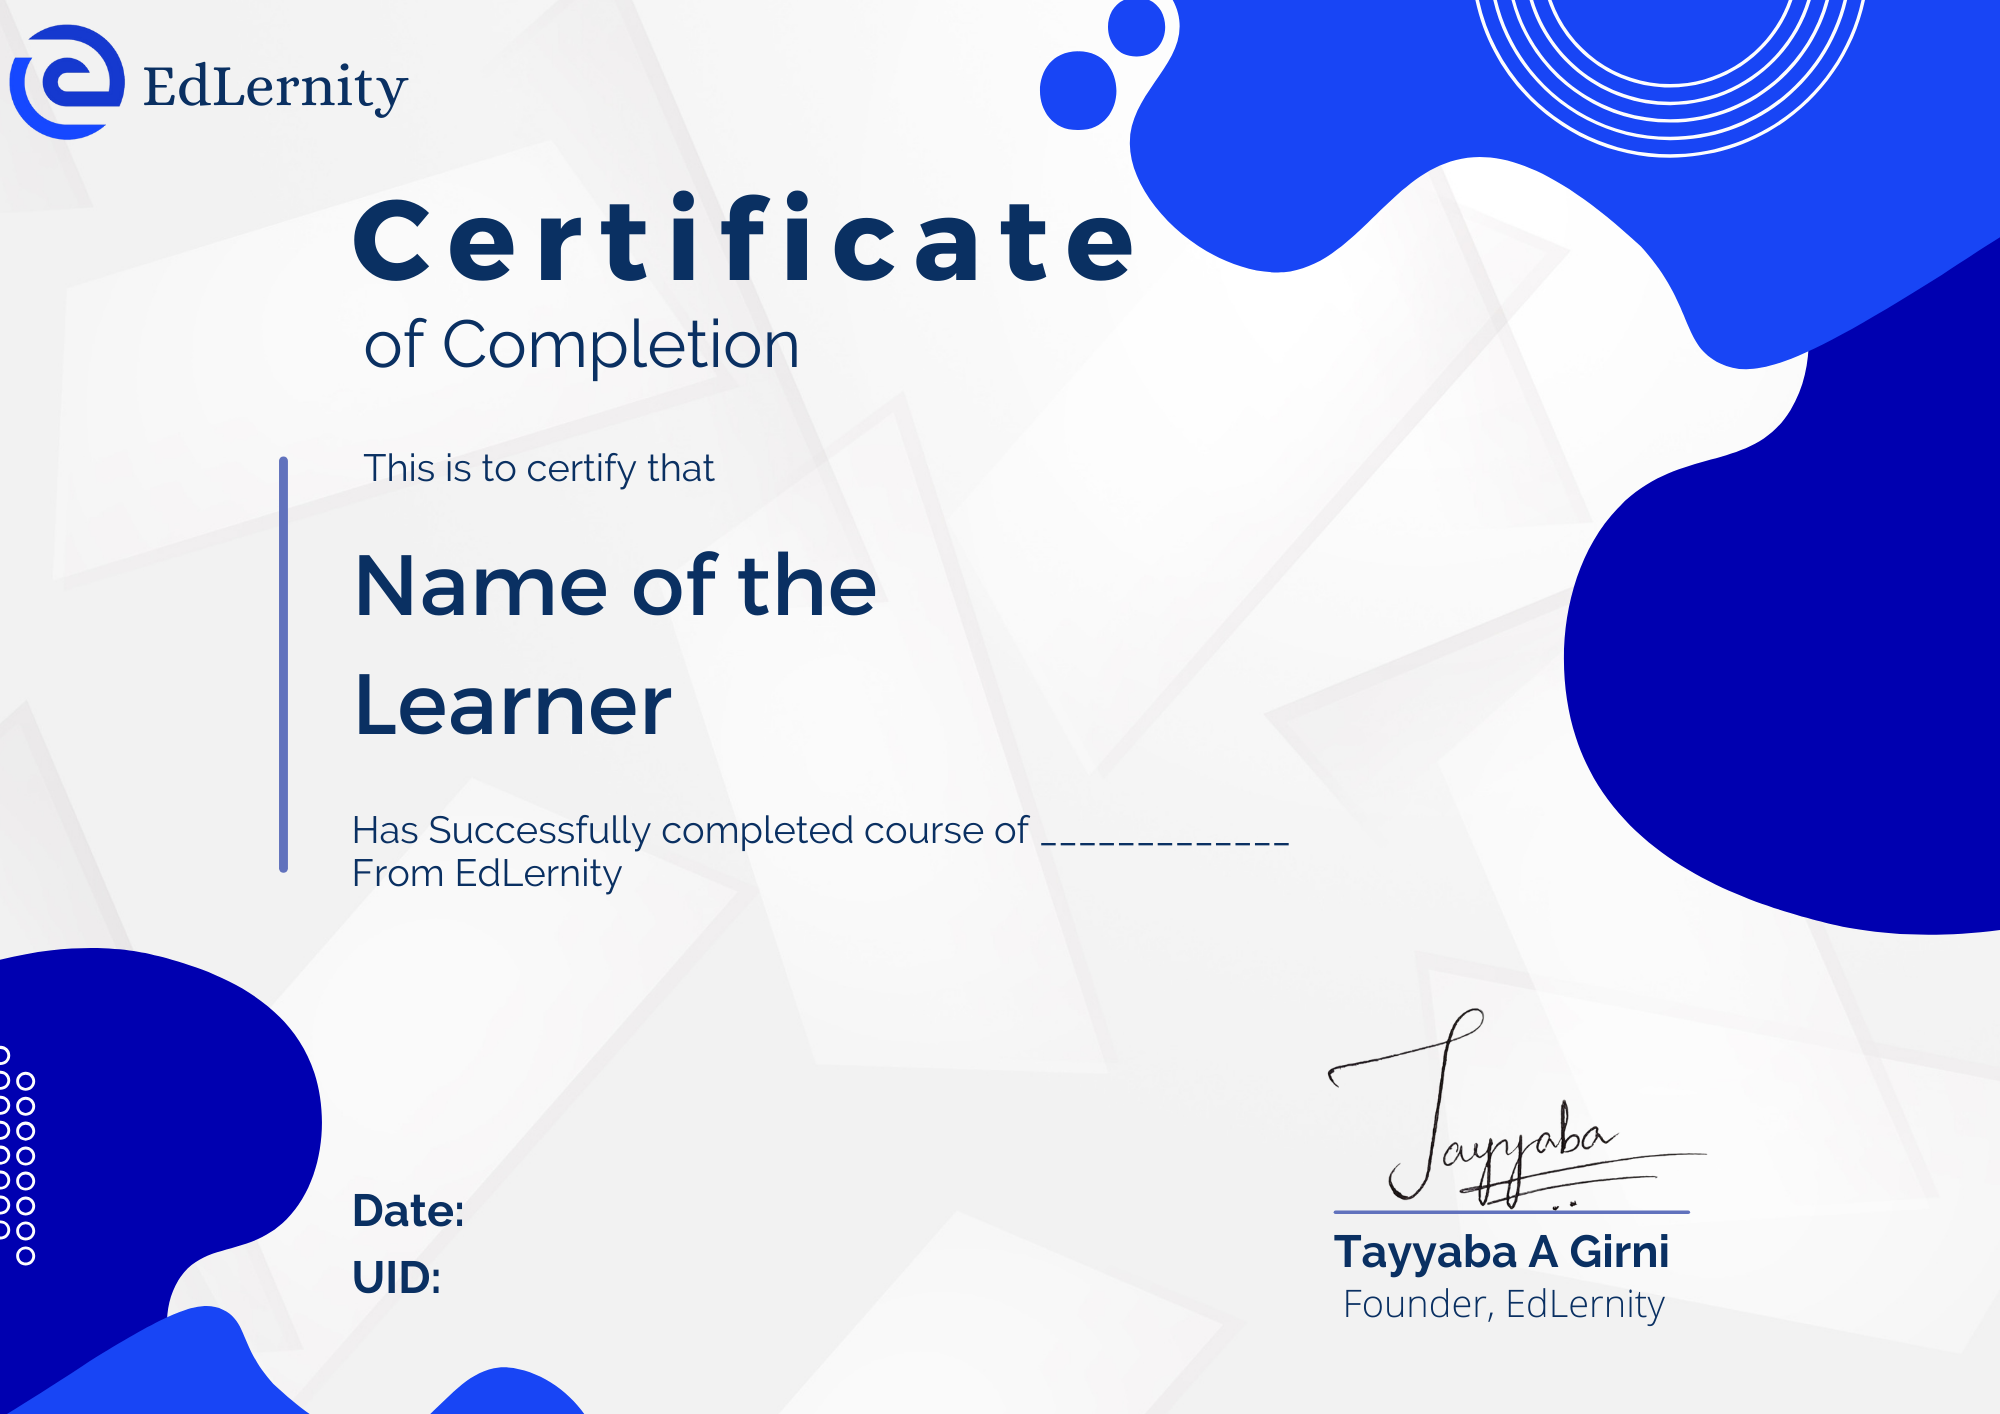 EdLernity
Certificate
of Completion
This is to certify that
Name of the
Learner
Has Successfully completed course of _____________
From EdLernity
Tayyaba
Date:
UID:
Tayyaba A Girni
Founder, EdLernity